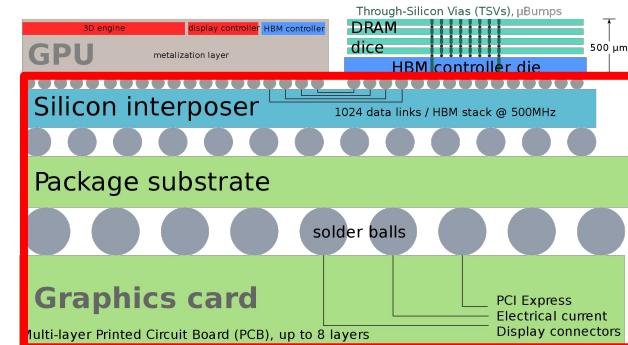 Through-Silicon Vias (TSVs), µBumps
3D engine display controller HBM controller
DRAM
dice
GPU metalization layer
500 µm
HBM controller die
Silicon interposer
1024 data links / HBM stack @ 500MHz
Package substrate
solder balls
Graphics card
PCI Express
Electrical current
Display connectors
Multi-layer Printed Circuit Board (PCB), up to 8 layers